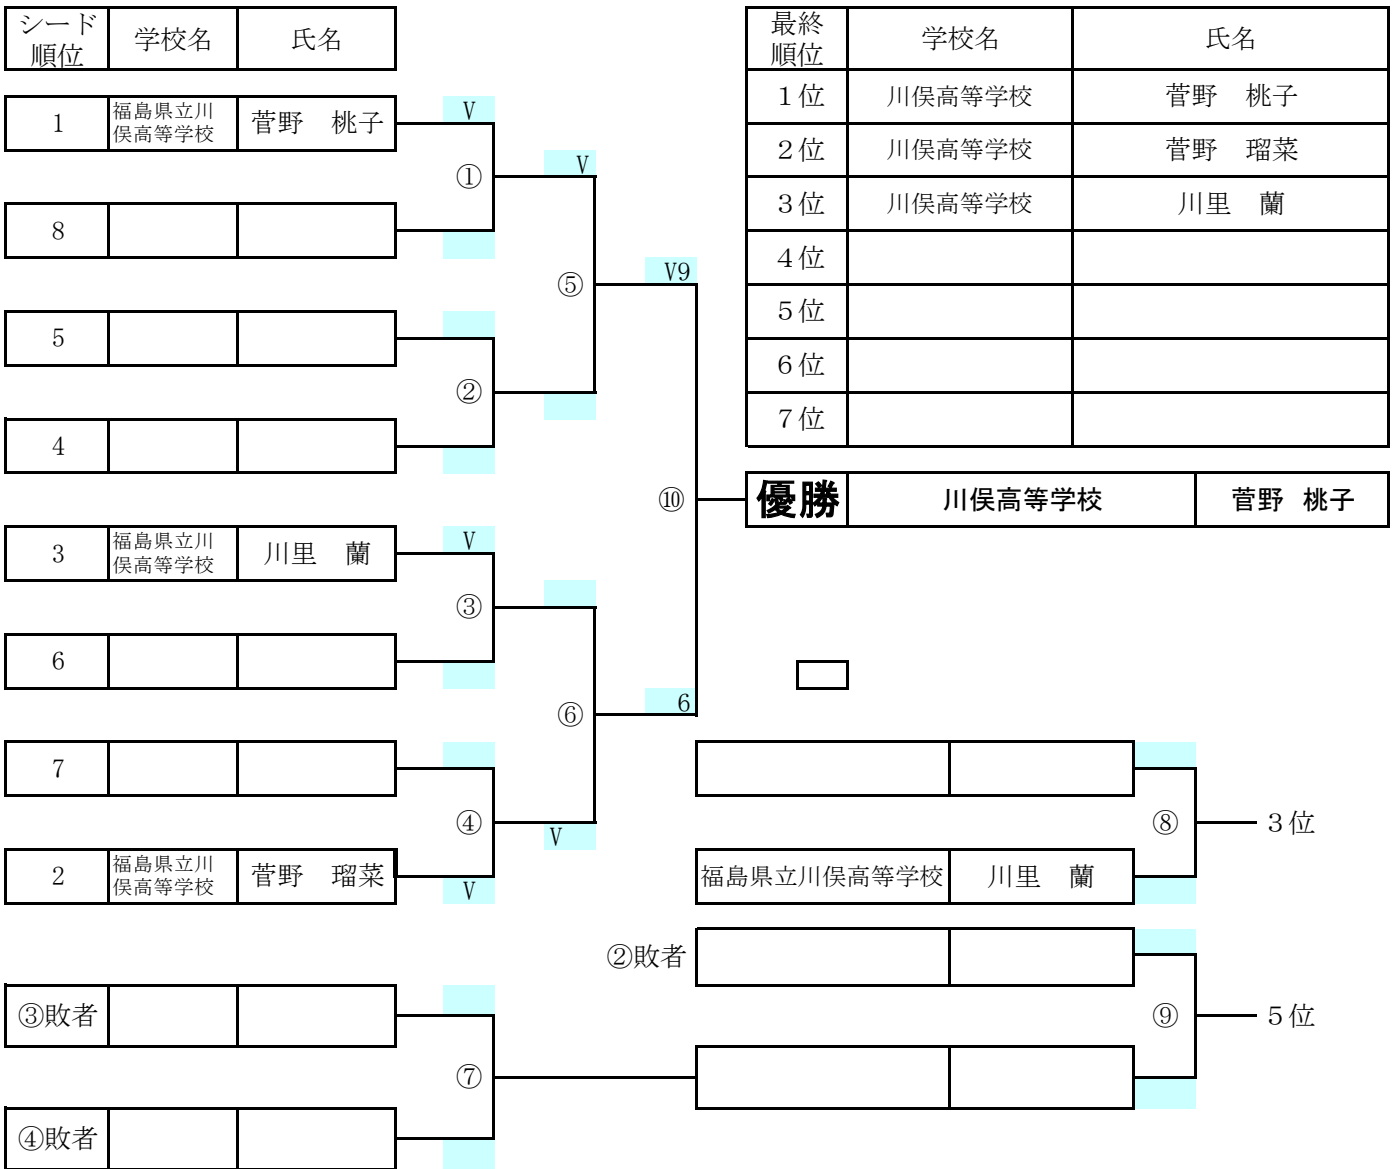 シード順位 学校名 氏名
1 福島県立川俣高等学校 菅野　桃子 V
①
V
8
5
⑤
V9
②
4
3 福島県立川俣高等学校 川里　蘭 V
③
6
⑥
6
7
④
V
2 福島県立川俣高等学校 菅野　瑠菜 V
⑩
③敗者
⑦
④敗者
最終順位 学校名 氏名
１位 川俣高等学校 菅野　桃子
２位 川俣高等学校 菅野　瑠菜
３位 川俣高等学校 川里　蘭
４位
５位
６位
７位
優勝 川俣高等学校 菅野　桃子
⑧ ３位
福島県立川俣高等学校 川里　蘭
②敗者
⑨ ５位